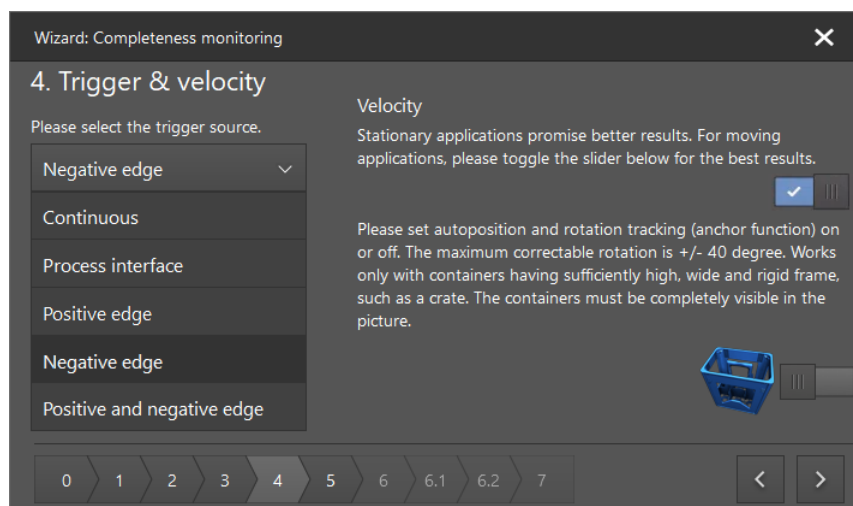 Wizard: Completeness monitoring
4. Trigger & velocity
Please select the trigger source.
Negative edge
Continuous
Process interface
Positive edge
Negative edge
Positive and negative edge
Velocity
Stationary applications promise better results. For moving
applications, please toggle the slider below for the best results.
Please set autoposition and rotation tracking (anchor function) on
or off. The maximum correctable rotation is +/- 40 degree. Works
only with containers having sufficiently high, wide and rigid frame,
such as a crate. The containers must be completely visible in the
picture.
0 1 2 3 4 5 6 6.1 6.2 7